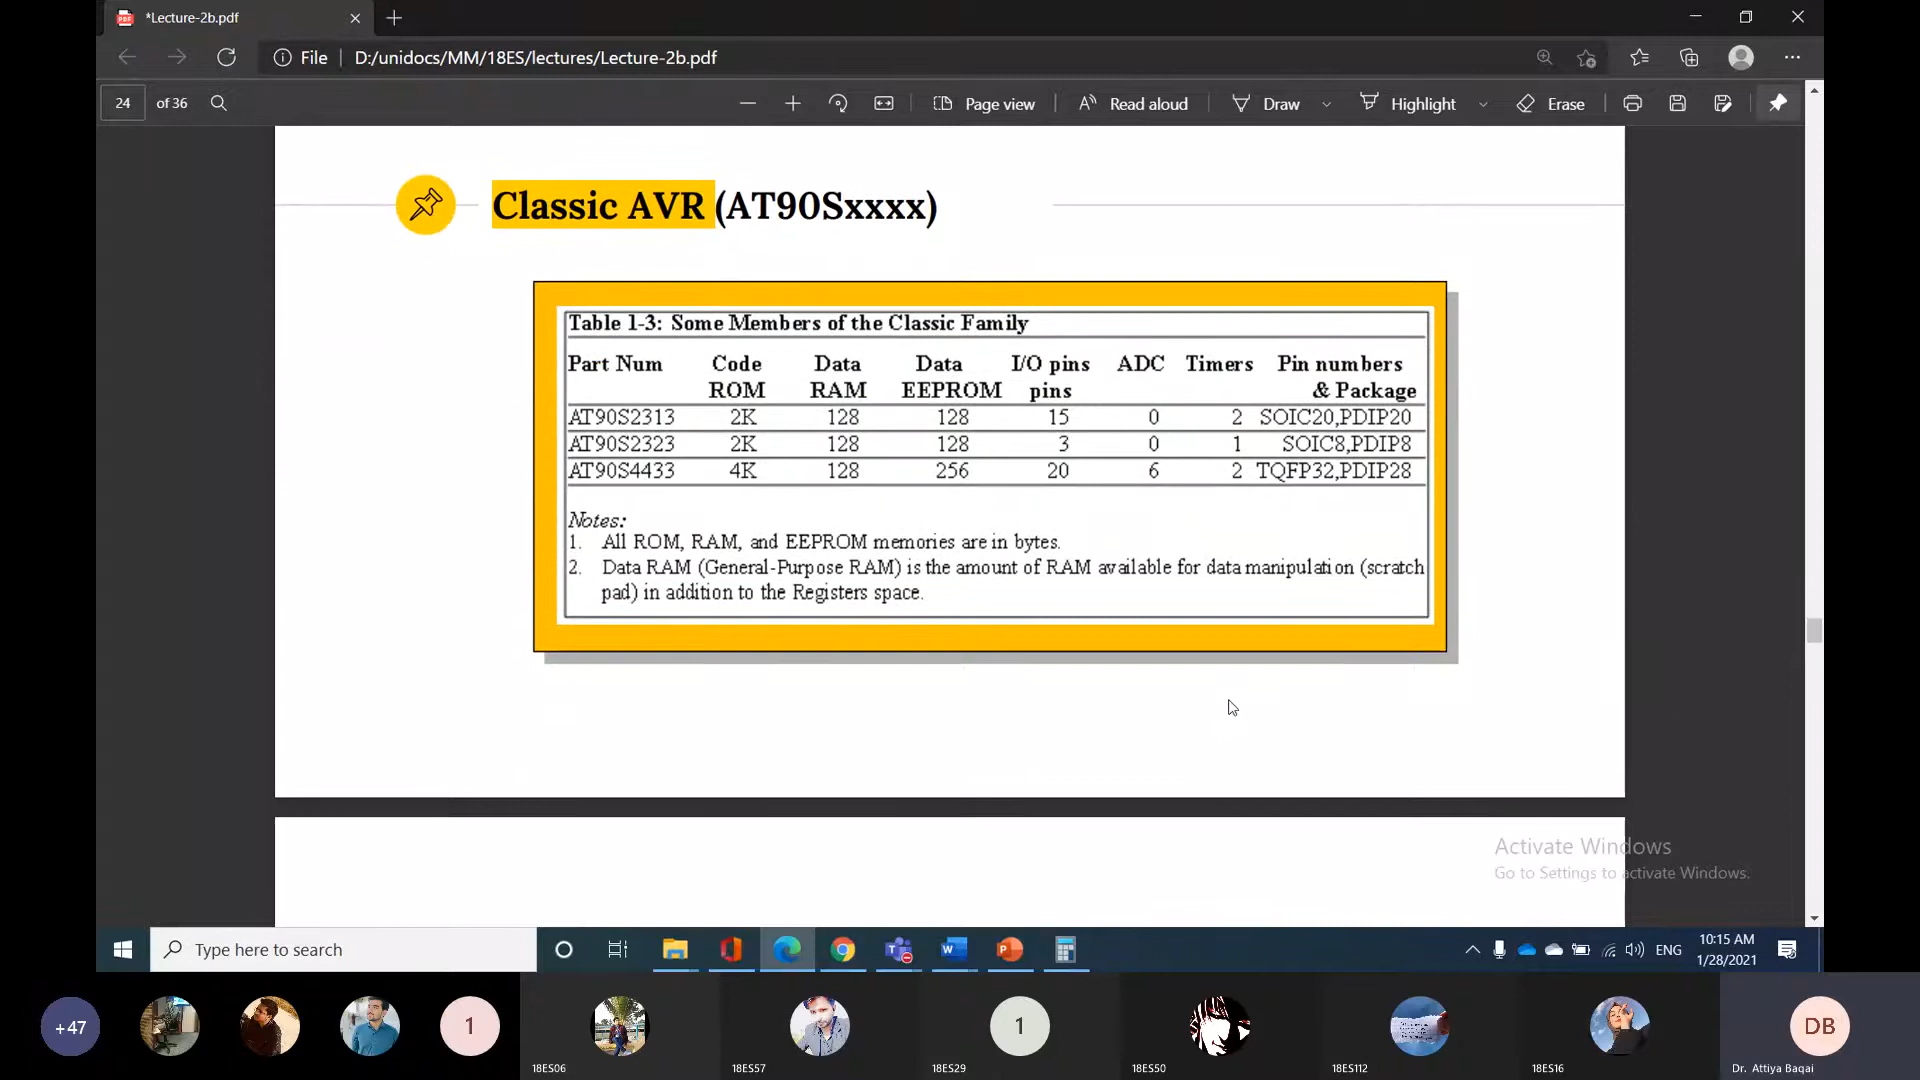 *Lecture-2b.pdf
File D:/unidocs/MM/18ES/lectures/Lecture-2b.pdf
24 of 36 Page view Read aloud Draw Highlight Erase
Classic AVR (AT90Sxxxx)
Table 1-3: Some Members of the Classic Family
Part Num Code Data Data I/O pins ADC Timers Pin numbers
ROM RAM EEPROM pins & Package
AT90S2313 2K 128 128 15 0 2 SOIC20,PDIP20
AT90S2323 2K 128 128 3 0 1 SOIC8,PDIP8
AT90S4433 4K 128 256 20 6 2 TQFP32,PDIP28
Notes:
1. All ROM, RAM, and EEPROM memories are in bytes.
2. Data RAM (General-Purpose RAM) is the amount of RAM available for data manipulation (scratch
pad) in addition to the Registers space.
Activate Windows
Go to Settings to activate Windows.
Type here to search
ENG
10:15 AM
1/28/2021
+47 1 1 DB
18ES06 18ES57 18ES29 18ES50 18ES112 18ES16 Dr. Attiya Baqai